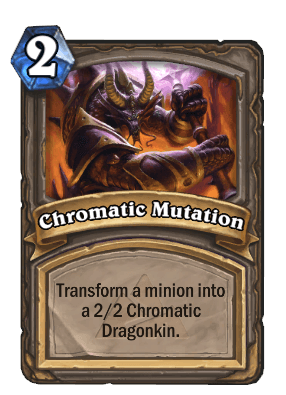 2
Chromatic Mutation
Transform a minion into
a 2/2 Chromatic
Dragonkin.